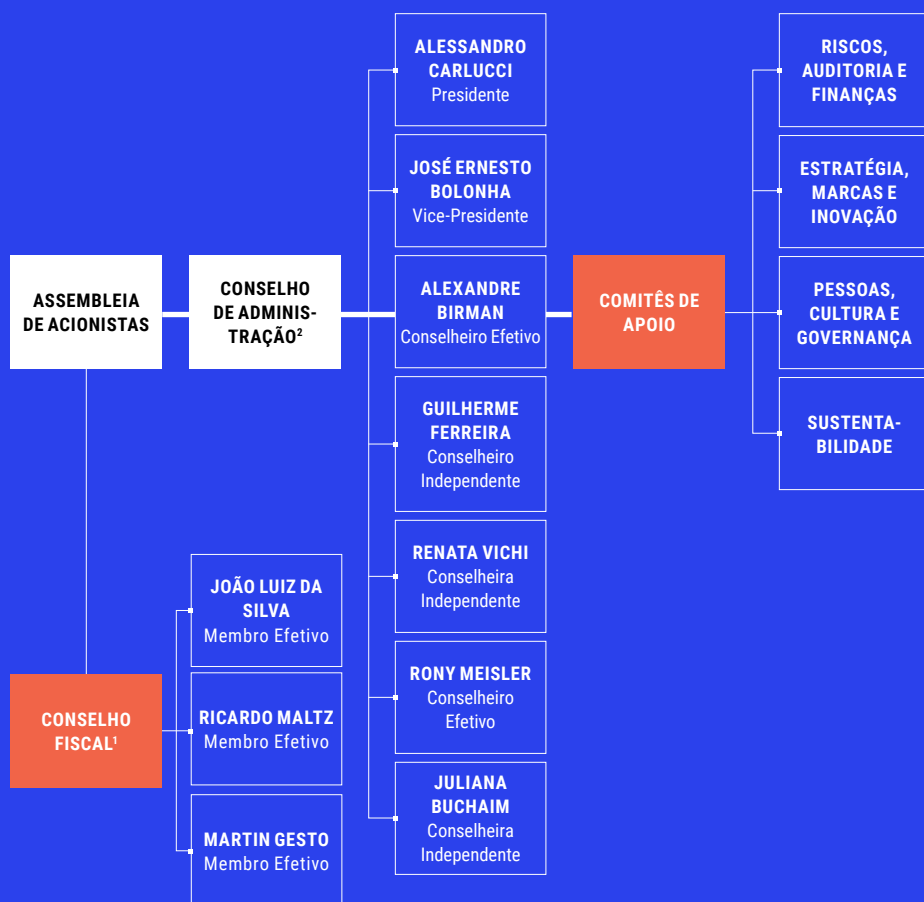 ASSEMBLEIA
DE ACIONISTAS
CONSELHO
DE ADMINIS-
TRAÇÃO²
ALESSANDRO
CARLUCCI
Presidente
JOSÉ ERNESTO
BOLONHA
Vice-Presidente
ALEXANDRE
BIRMAN
Conselheiro Efetivo
GUILHERME
FERREIRA
Conselheiro
Independente
RENATA VICHI
Conselheira
Independente
RONY MEISLER
Conselheiro
Efetivo
JULIANA
BUCHAIM
Conselheira
Independente
COMITÊS DE
APOIO
RISCOS,
AUDITORIA E
FINANÇAS
ESTRATÉGIA,
MARCAS E
INOVAÇÃO
PESSOAS,
CULTURA E
GOVERNANÇA
SUSTENTA-
BILIDADE
CONSELHO
FISCAL¹
JOÃO LUIZ DA
SILVA
Membro Efetivo
RICARDO MALTZ
Membro Efetivo
MARTIN GESTO
Membro Efetivo